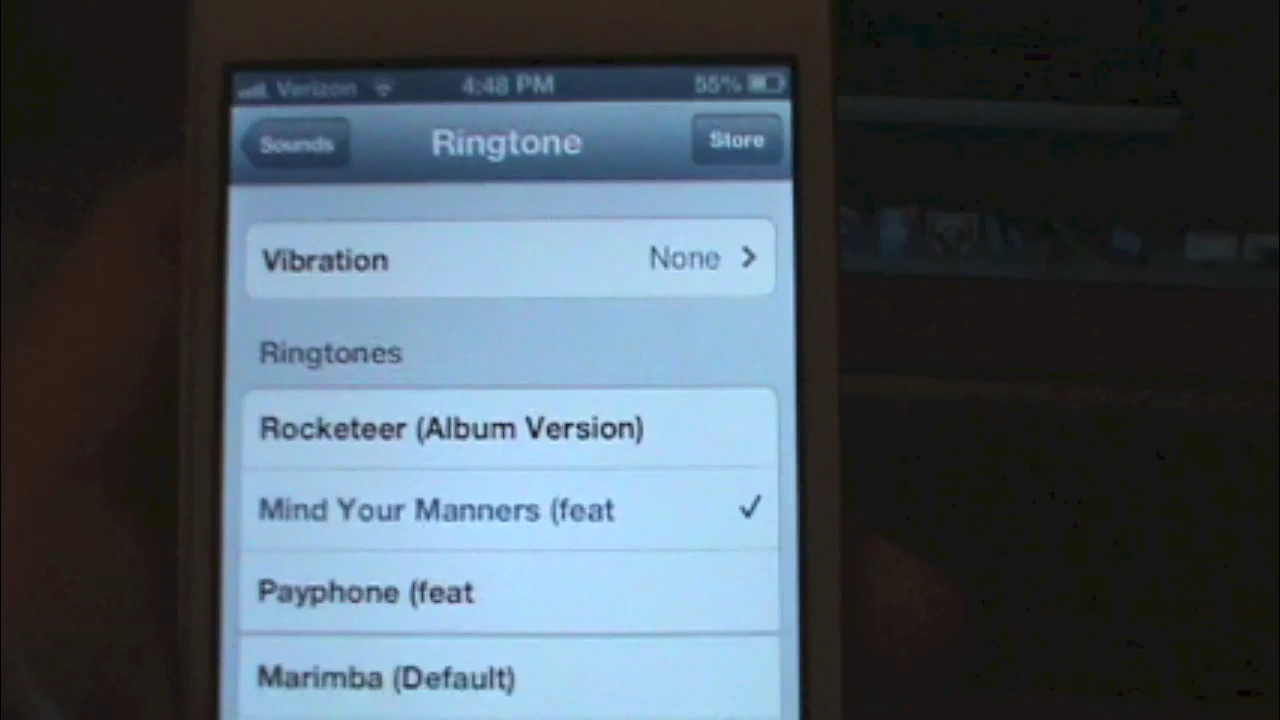 Verizon 4:48 PM 55%
Sounds Ringtone Store
Vibration None
Ringtones
Rocketeer (Album Version)
Mind Your Manners (feat
Payphone (feat
Marimba (Default)